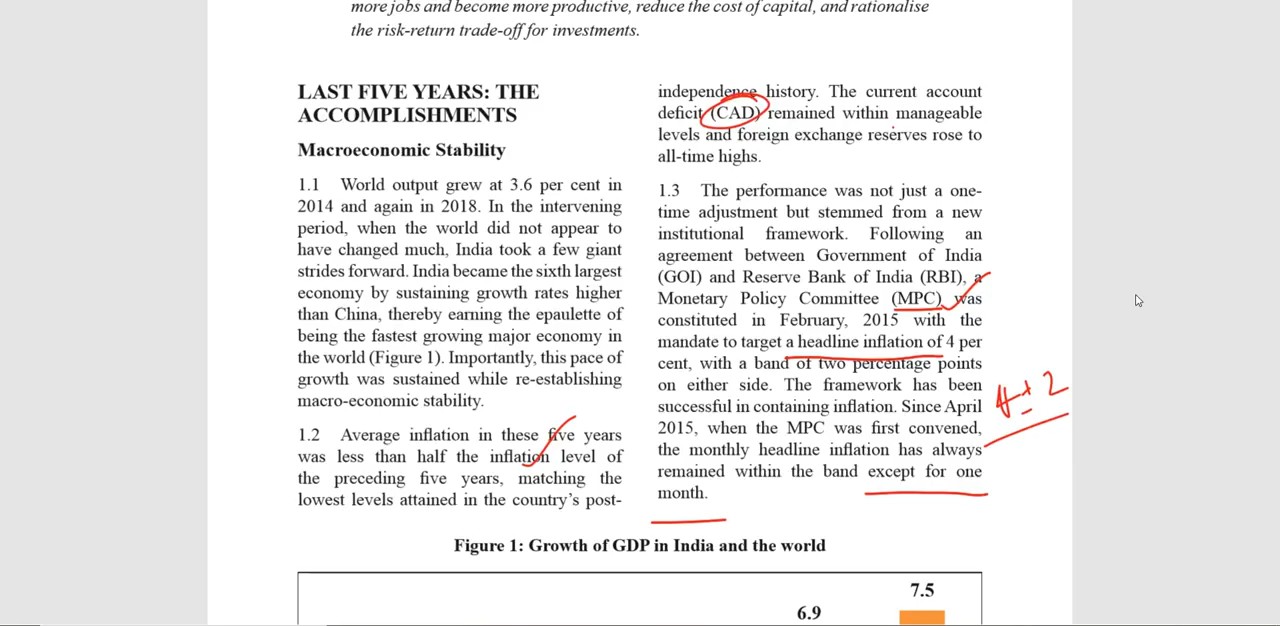 more jobs and become more productive, reduce the cost of capital, and rationalise
the risk-return trade-off for investments.
LAST FIVE YEARS: THE
ACCOMPLISHMENTS
Macroeconomic Stability
1.1 World output grew at 3.6 per cent in
2014 and again in 2018. In the intervening
period, when the world did not appear to
have changed much, India took a few giant
strides forward. India became the sixth largest
economy by sustaining growth rates higher
than China, thereby earning the epaulette of
being the fastest growing major economy in
the world (Figure 1). Importantly, this pace of
growth was sustained while re-establishing
macro-economic stability.
1.2 Average inflation in these five years
was less than half the inflation level of
the preceding five years, matching the
lowest levels attained in the country's post-
independence history. The current account
deficit (CAD) remained within manageable
levels and foreign exchange reserves rose to
all-time highs.
1.3 The performance was not just a one-
time adjustment but stemmed from a new
institutional framework. Following an
agreement between Government of India
(GOI) and Reserve Bank of India (RBI), a
Monetary Policy Committee (MPC) was
constituted in February, 2015 with the
mandate to target a headline inflation of 4 per
cent, with a band of two percentage points
on either side. The framework has been
successful in containing inflation. Since April
2015, when the MPC was first convened,
the monthly headline inflation has always
remained within the band except for one
month.
4 ± 2
Figure 1: Growth of GDP in India and the world
6.9
7.5